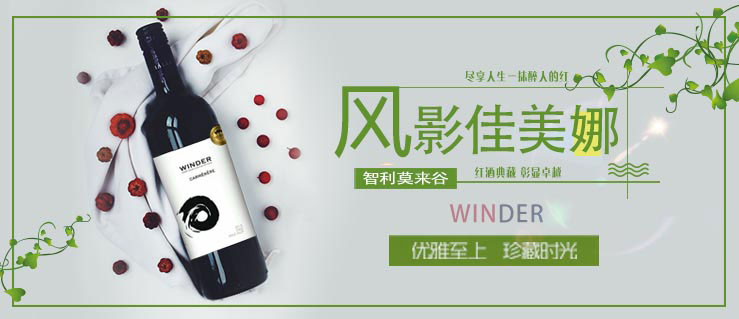 尽享人生一抹醉人的红
风影佳美娜
智利莫来谷
红酒典藏 彰显卓越
WINDER
优雅至上 珍藏时光
WINDER
CARMÉNÈRE